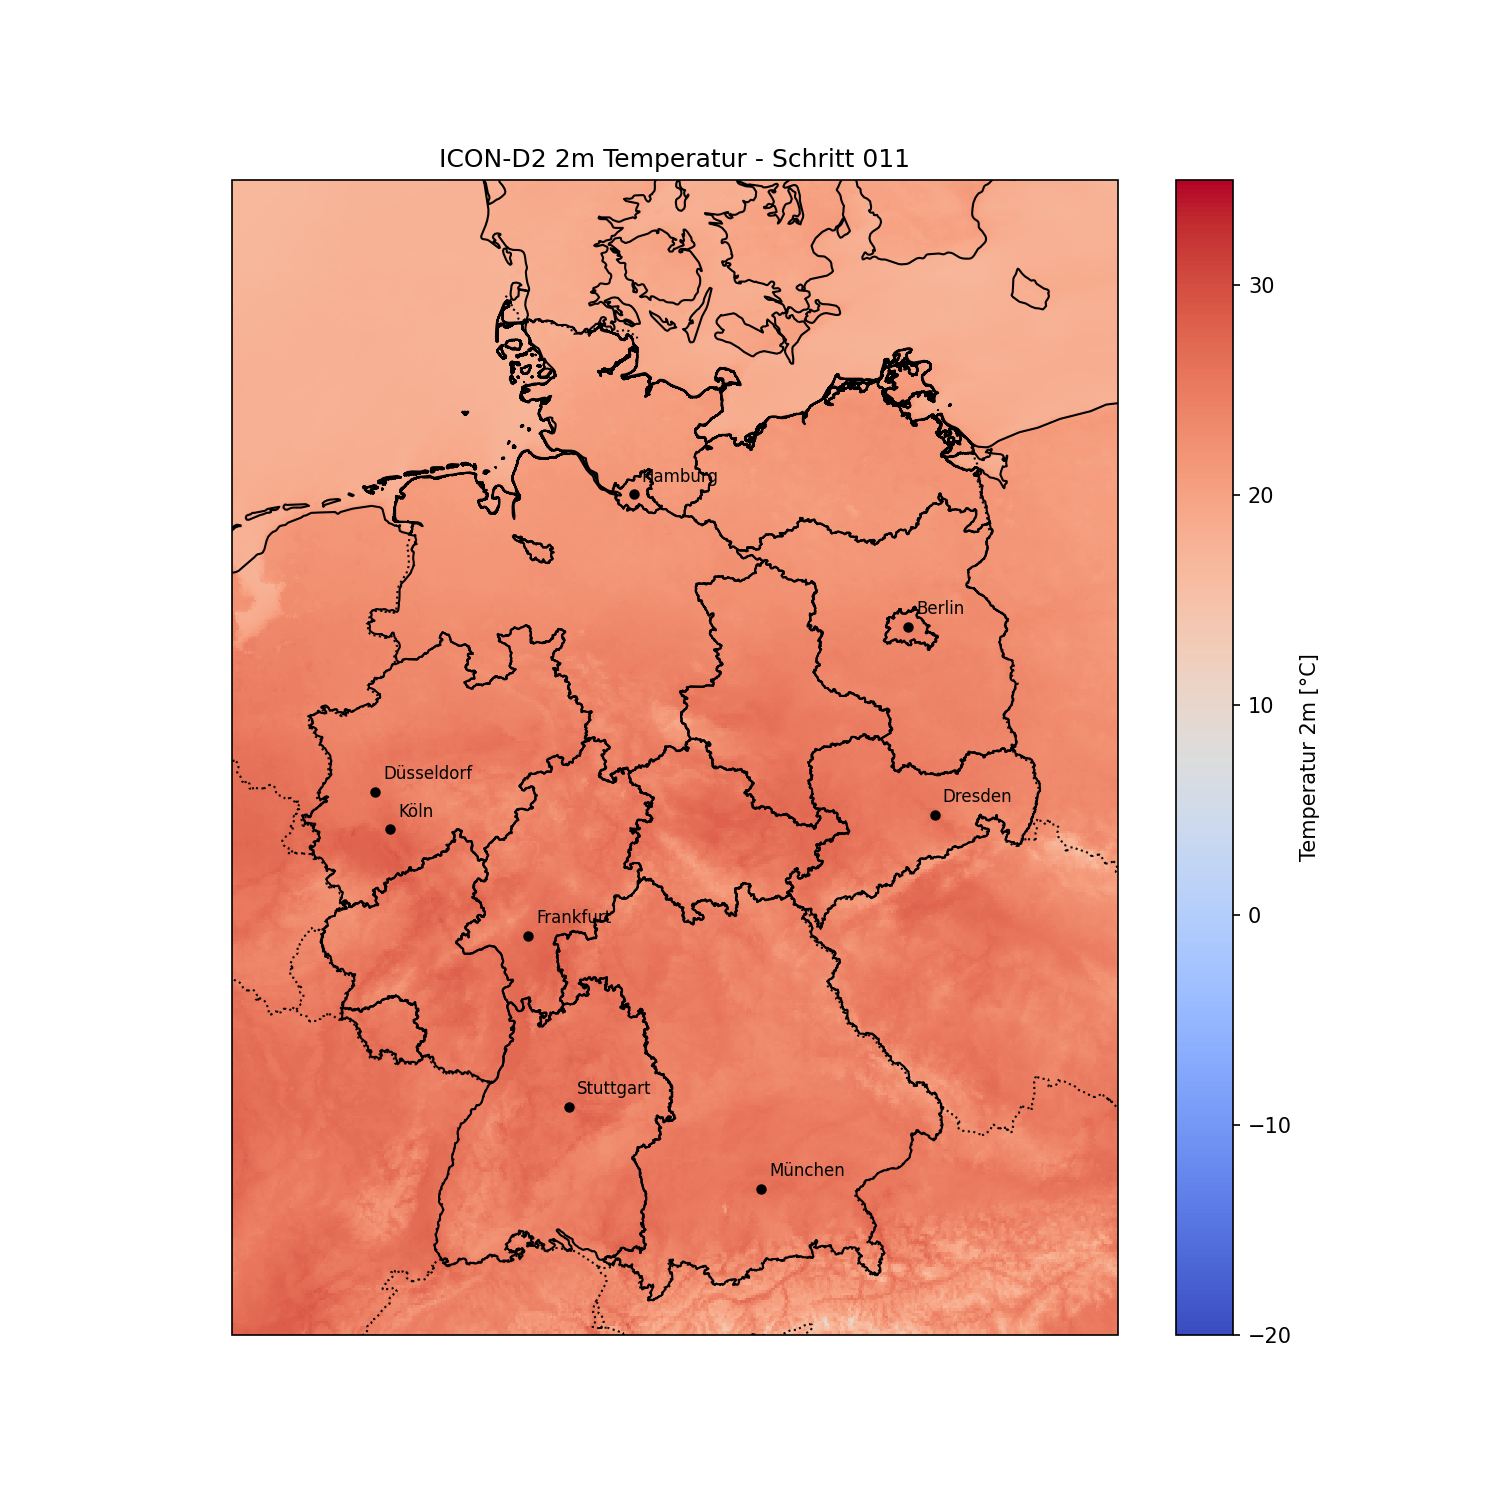 ICON-D2 2m Temperatur - Schritt 011
Hamburg
Berlin
Düsseldorf
Köln
Dresden
Frankfurt
Stuttgart
München
30
20
10
0
−10
−20
Temperatur 2m [°C]